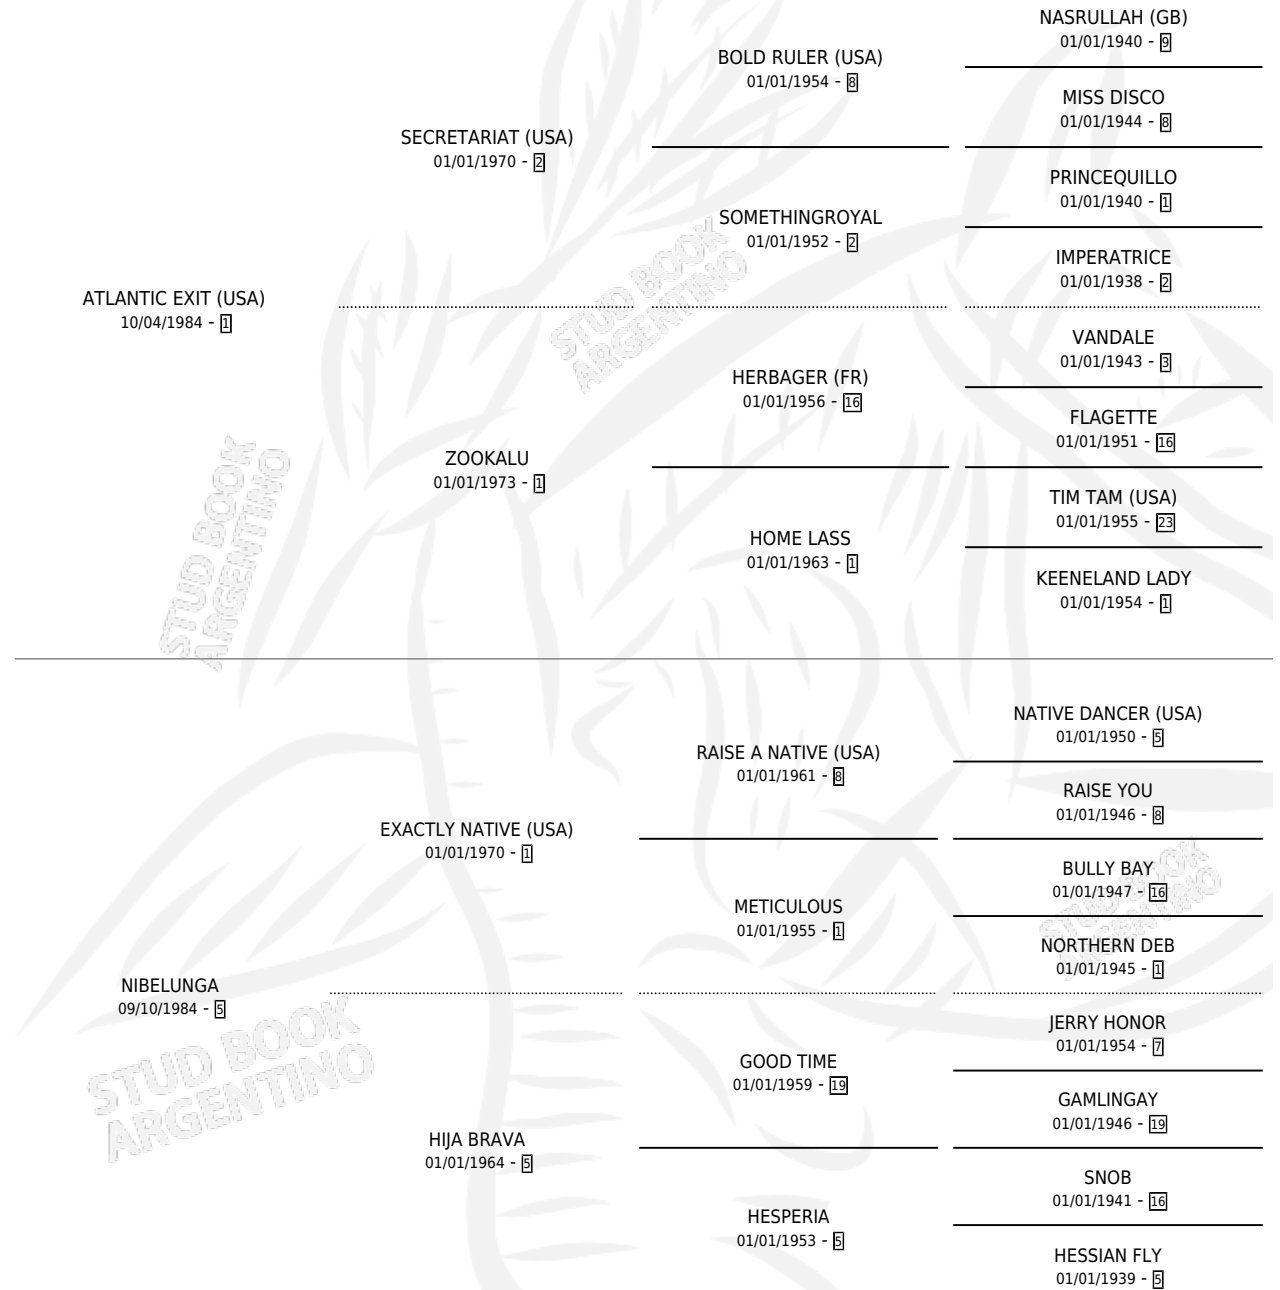 NASRULLAH (GB)
01/01/1940 - 9
BOLD RULER (USA)
01/01/1954 - 8
MISS DISCO
01/01/1944 - 8
SECRETARIAT (USA)
01/01/1970 - 2
PRINCEQUILLO
01/01/1940 - 1
SOMETHINGROYAL
01/01/1952 - 2
IMPERATRICE
01/01/1938 - 2
ATLANTIC EXIT (USA)
10/04/1984 - 1
VANDALE
01/01/1943 - 3
HERBAGER (FR)
01/01/1956 - 16
FLAGETTE
01/01/1951 - 16
ZOOKALU
01/01/1973 - 1
TIM TAM (USA)
01/01/1955 - 23
HOME LASS
01/01/1963 - 1
KEENELAND LADY
01/01/1954 - 1
STUD BOOK
ARGENTINO
STUD BOOK
ARGENTINO
NATIVE DANCER (USA)
01/01/1950 - 5
RAISE A NATIVE (USA)
01/01/1961 - 8
RAISE YOU
01/01/1946 - 8
EXACTLY NATIVE (USA)
01/01/1970 - 1
BULLY BAY
01/01/1947 - 16
METICULOUS
01/01/1955 - 1
NORTHERN DEB
01/01/1945 - 1
NIBELUNGA
09/10/1984 - 5
JERRY HONOR
01/01/1954 - 7
GOOD TIME
01/01/1959 - 19
GAMLINGAY
01/01/1946 - 19
HIJA BRAVA
01/01/1964 - 5
SNOB
01/01/1941 - 16
HESPERIA
01/01/1953 - 5
HESSIAN FLY
01/01/1939 - 5
STUD BOOK
ARGENTINO
STUD BOOK
ARGENTINO